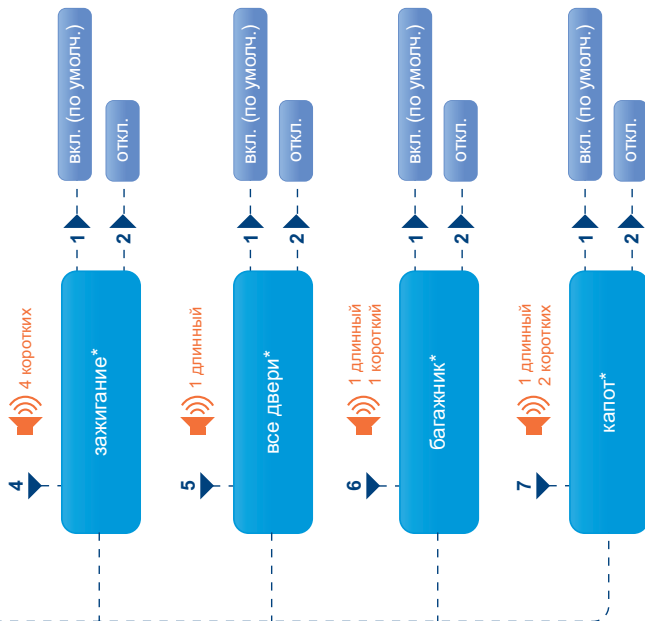 4
4 коротких
зажигание*
1
вкл. (по умолч.)
2
откл.
5
1 длинный
все двери*
1
вкл. (по умолч.)
2
откл.
6
1 длинный
1 короткий
багажник*
1
вкл. (по умолч.)
2
откл.
7
1 длинный
2 коротких
капот*
1
вкл. (по умолч.)
2
откл.